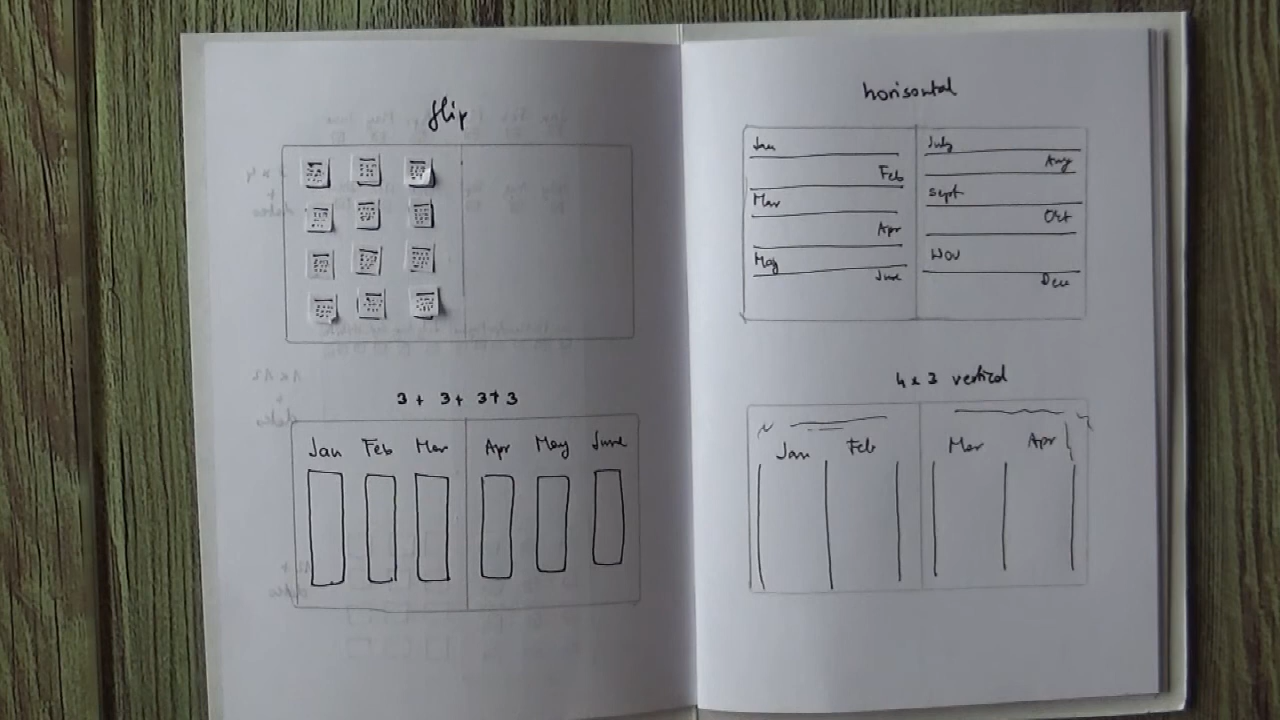 flip
3 + 3 + 3 + 3
Jan Feb Mar Apr May June
horisontal
Jan
Feb
Mar
Apr
May
June
July
Aug
Sept
Oct
Nov
Dec
4 x 3 vertical
Jan Feb Mar Apr